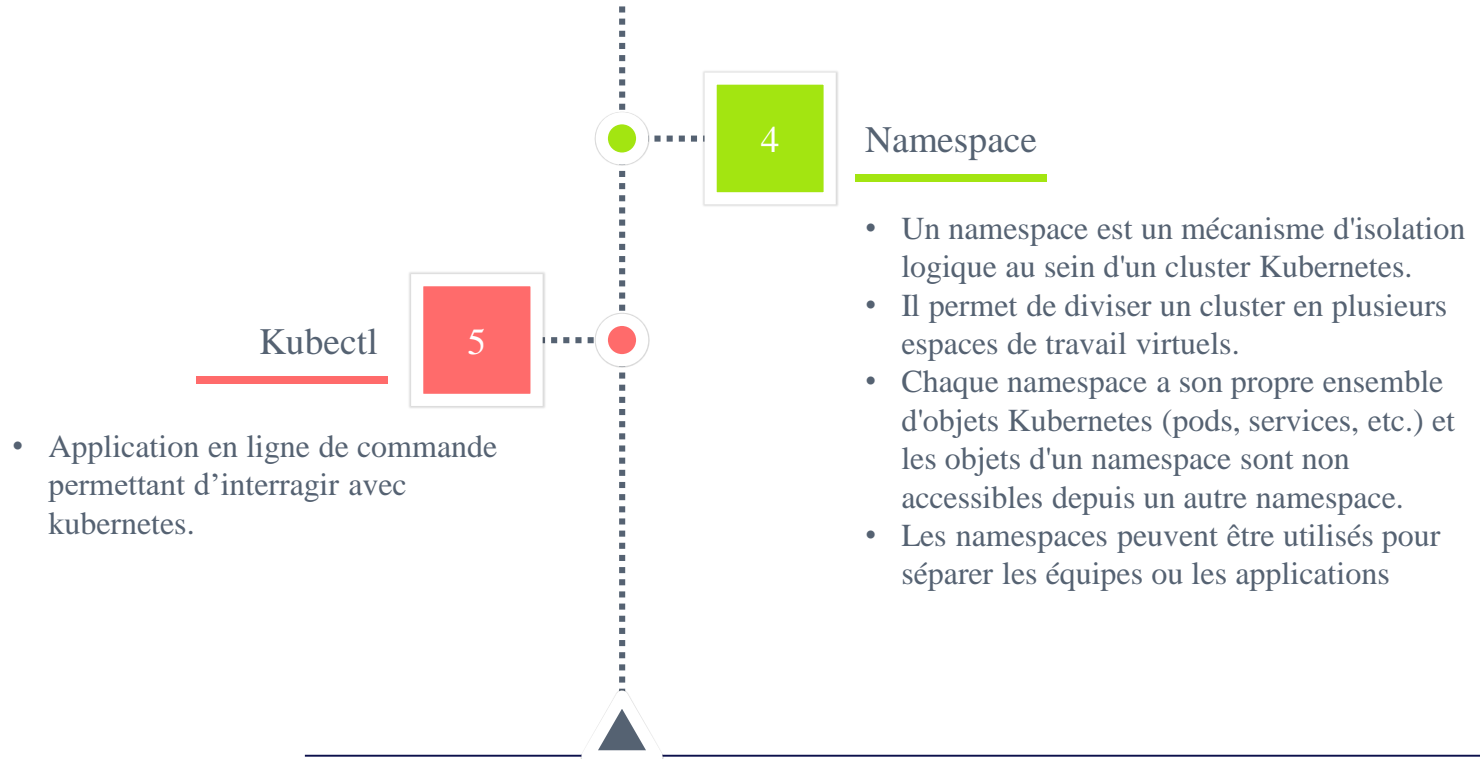 4
Namespace
• Un namespace est un mécanisme d'isolation
logique au sein d'un cluster Kubernetes.
• Il permet de diviser un cluster en plusieurs
espaces de travail virtuels.
• Chaque namespace a son propre ensemble
d'objets Kubernetes (pods, services, etc.) et
les objets d'un namespace sont non
accessibles depuis un autre namespace.
• Les namespaces peuvent être utilisés pour
séparer les équipes ou les applications
Kubectl
5
• Application en ligne de commande
permettant d’interragir avec
kubernetes.